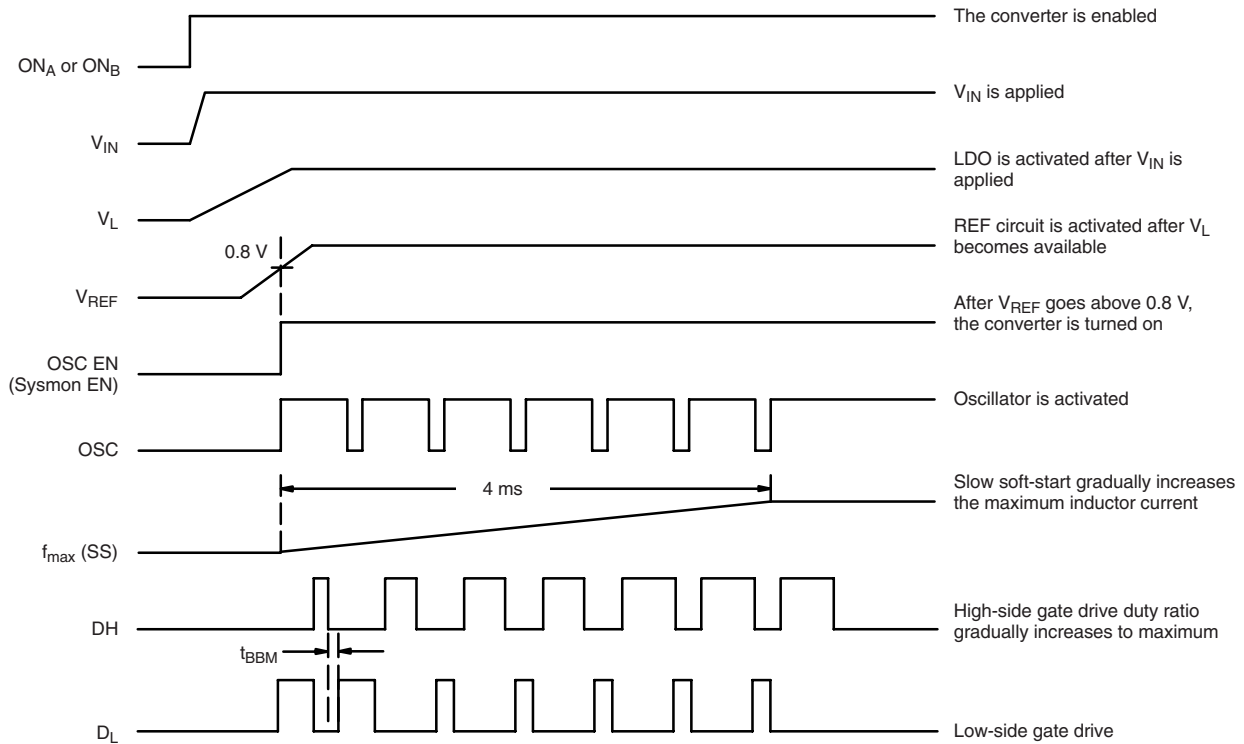 The converter is enabled
ON_A or ON_B
V_IN is applied
V_IN
LDO is activated after V_IN is
applied
V_L
REF circuit is activated after V_L
becomes available
0.8 V
V_REF
After V_REF goes above 0.8 V,
the converter is turned on
OSC EN
(Sysmon EN)
Oscillator is activated
OSC
4 ms
Slow soft-start gradually increases
the maximum inductor current
f_max (SS)
High-side gate drive duty ratio
gradually increases to maximum
DH
t_BBM
D_L
Low-side gate drive